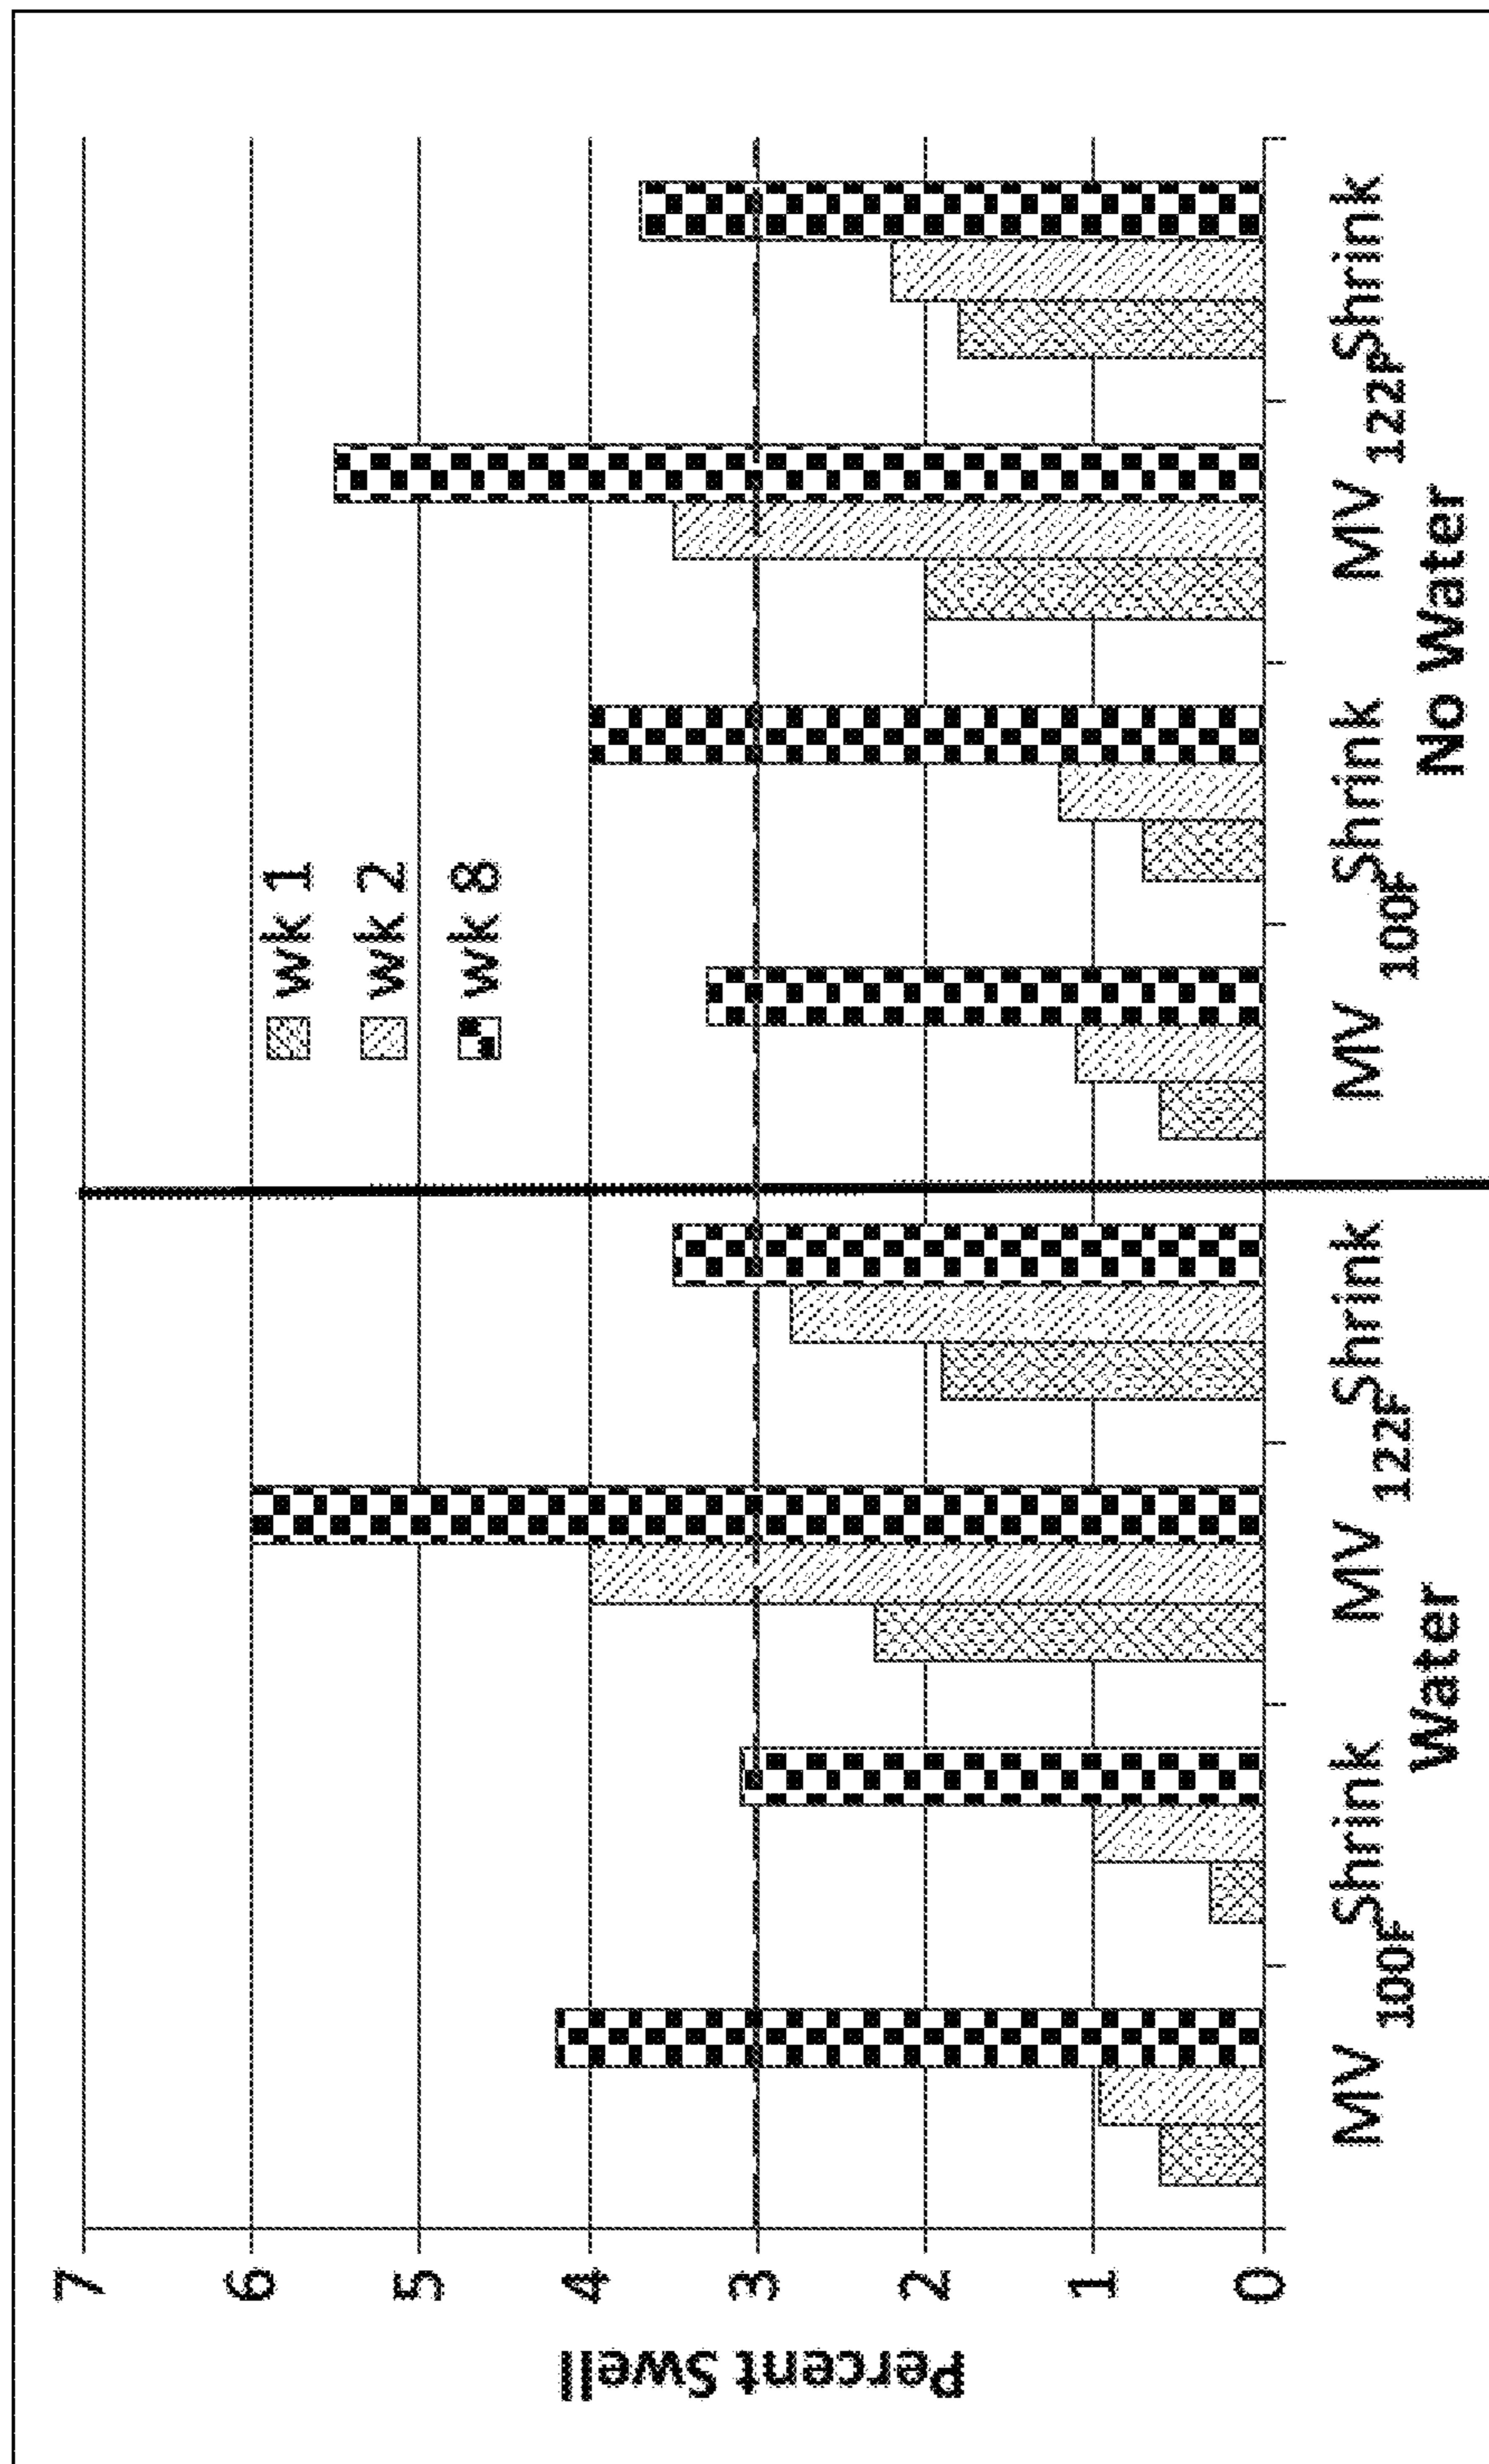 Percent Swell
7
6
5
4
3
2
1
0
wk 1
wk 2
wk 8
MV Shrink MV Shrink MV Shrink MV Shrink
100F 122F 100F 122F
Water No Water